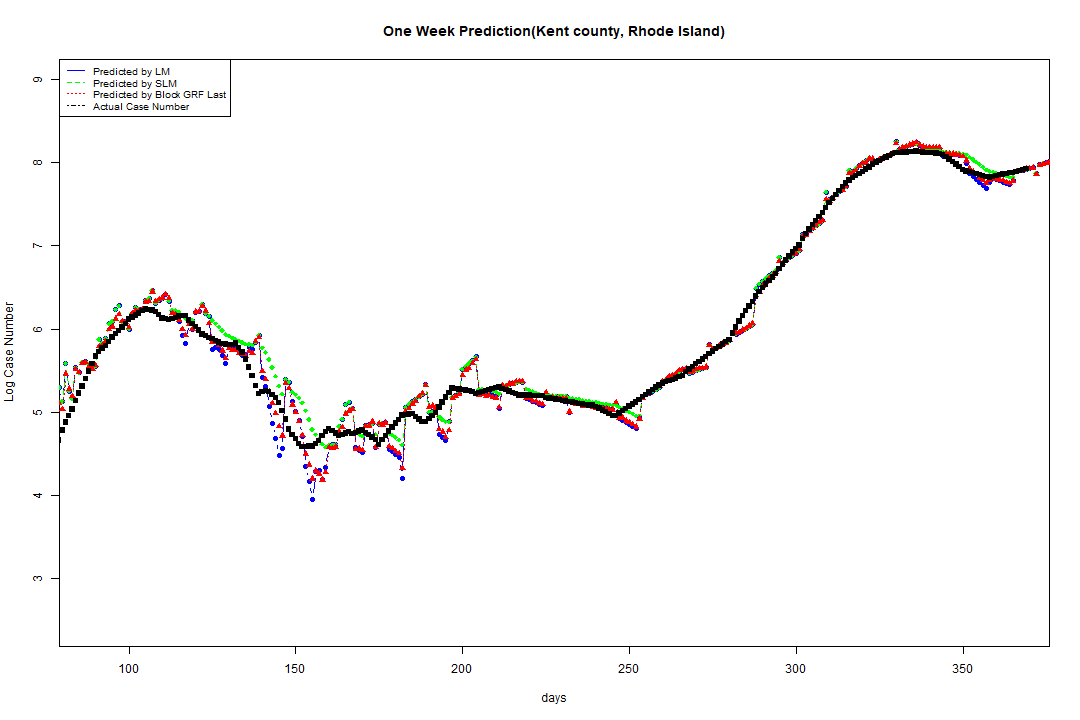 One Week Prediction(Kent county, Rhode Island)
Predicted by LM
Predicted by SLM
Predicted by Block GRF Last
Actual Case Number
9
8
7
6
5
4
3
Log Case Number
100 150 200 250 300 350
days